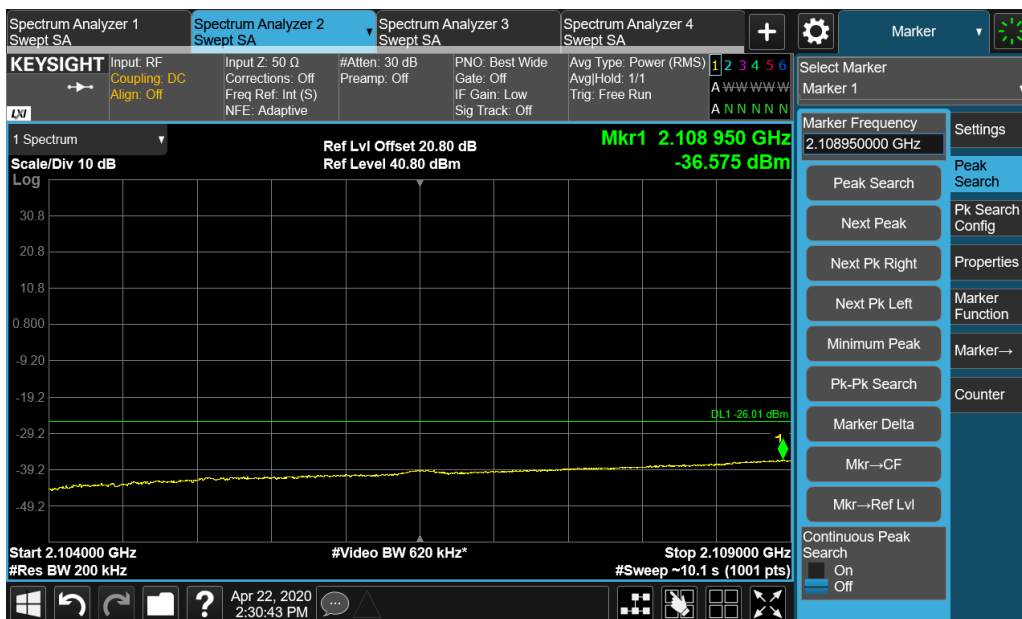 Spectrum Analyzer 1
Swept SA
Spectrum Analyzer 2
Swept SA
Spectrum Analyzer 3
Swept SA
Spectrum Analyzer 4
Swept SA
+
Marker
KEYSIGHT
LXI
Input: RF
Coupling: DC
Align: Off
Input Z: 50 Ω
Corrections: Off
Freq Ref: Int (S)
NFE: Adaptive
#Atten: 30 dB
Preamp: Off
PNO: Best Wide
Gate: Off
IF Gain: Low
Sig Track: Off
Avg Type: Power (RMS)
Avg|Hold: 1/1
Trig: Free Run
1 2 3 4 5 6
A W W W W W
A N N N N N
Select Marker
Marker 1
1 Spectrum
Scale/Div 10 dB
Ref Lvl Offset 20.80 dB
Ref Level 40.80 dBm
Mkr1 2.108 950 GHz
-36.575 dBm
Log
30.8
20.8
10.8
0.800
-9.20
-19.2
-29.2
-39.2
-49.2
DL1 -26.01 dBm
1
Start 2.104000 GHz
#Res BW 200 kHz
#Video BW 620 kHz*
Stop 2.109000 GHz
#Sweep ~10.1 s (1001 pts)
Marker Frequency
2.108950000 GHz
Peak Search
Next Peak
Next Pk Right
Next Pk Left
Minimum Peak
Pk-Pk Search
Marker Delta
Mkr→CF
Mkr→Ref Lvl
Continuous Peak
Search
On
Off
Settings
Peak
Search
Pk Search
Config
Properties
Marker
Function
Marker→
Counter
?
Apr 22, 2020
2:30:43 PM